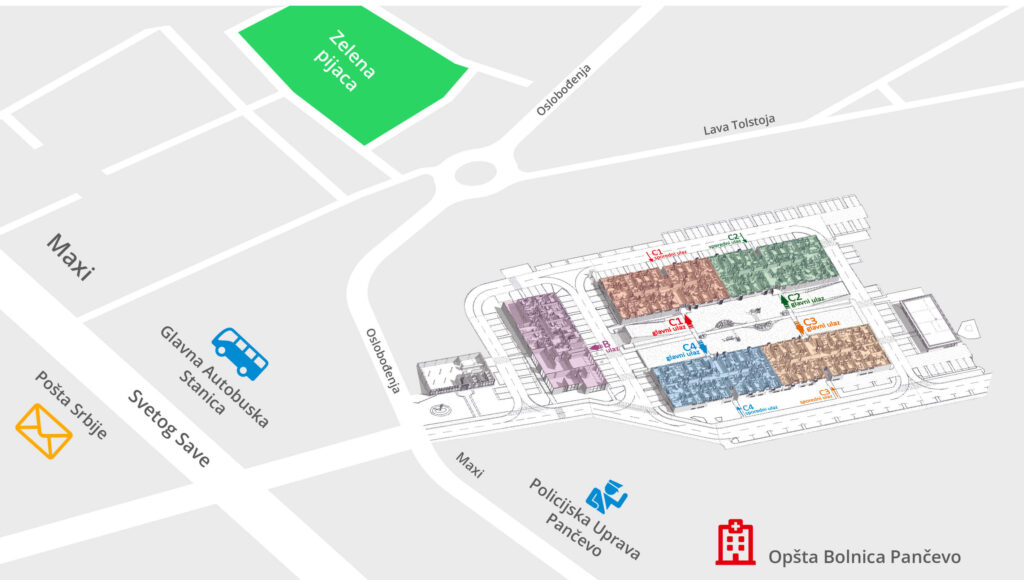 Zelena
pijaca
Oslobođenja
Lava Tolstoja
Maxi
C1
sporedni ulaz
C2
sporedni ulaz
C2
glavni ulaz
C1
glavni ulaz
C3
glavni ulaz
B
ulaz
C4
glavni ulaz
Glavna Autobuska
Stanica
Oslobođenja
Pošta Srbije
Svetog Save
C4
sporedni ulaz
C3
sporedni ulaz
Maxi
Policijska Uprava
Pančevo
Opšta Bolnica Pančevo